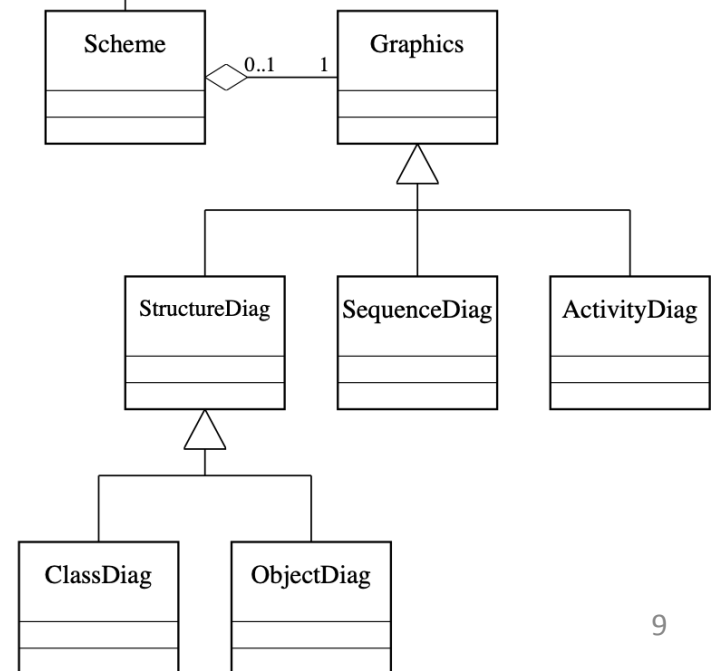 Scheme
Graphics
0..1
1
StructureDiag
SequenceDiag
ActivityDiag
ClassDiag
ObjectDiag
9